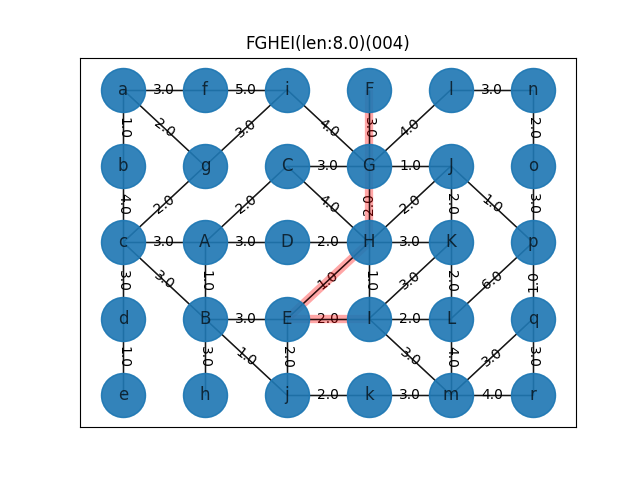 FGHEI(len:8.0)(004)
a 3.0 f 5.0 i F l 3.0 n
1.0 2.0 3.0 4.0 3.0 4.0 2.0
b g C 3.0 G 1.0 J o
4.0 2.0 2.0 4.0 2.0 2.0 2.0 1.0 3.0
c 3.0 A 3.0 D 2.0 H 3.0 K p
3.0 3.0 1.0 1.0 1.0 3.0 2.0 6.0 1.0
d B 3.0 E 2.0 I 2.0 L q
1.0 3.0 1.0 2.0 3.0 4.0 3.0 3.0
e h j 2.0 k 3.0 m 4.0 r